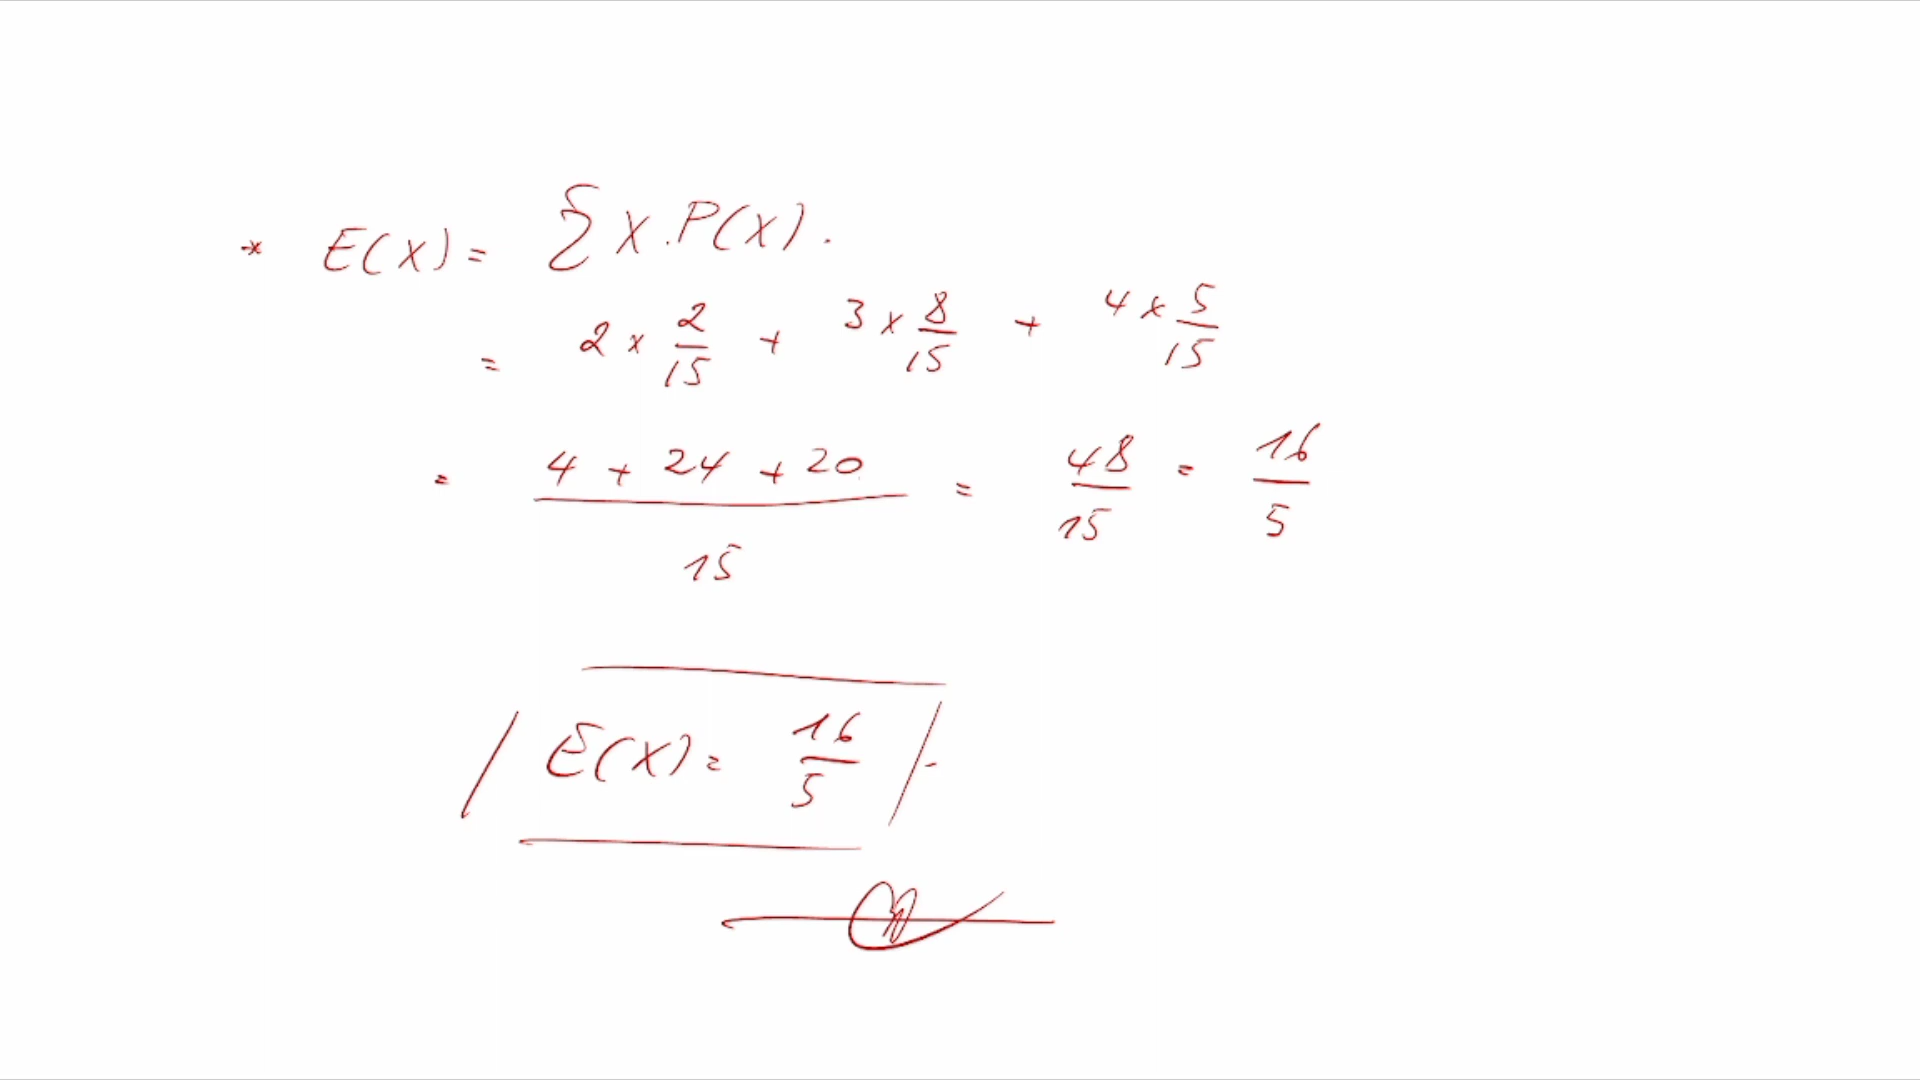 * E(X) = ∑ X.P(X).
= 2 x 2/15 + 3 x 8/15 + 4 x 5/15
= (4 + 24 + 20)/15 = 48/15 = 16/5
E(X) = 16/5